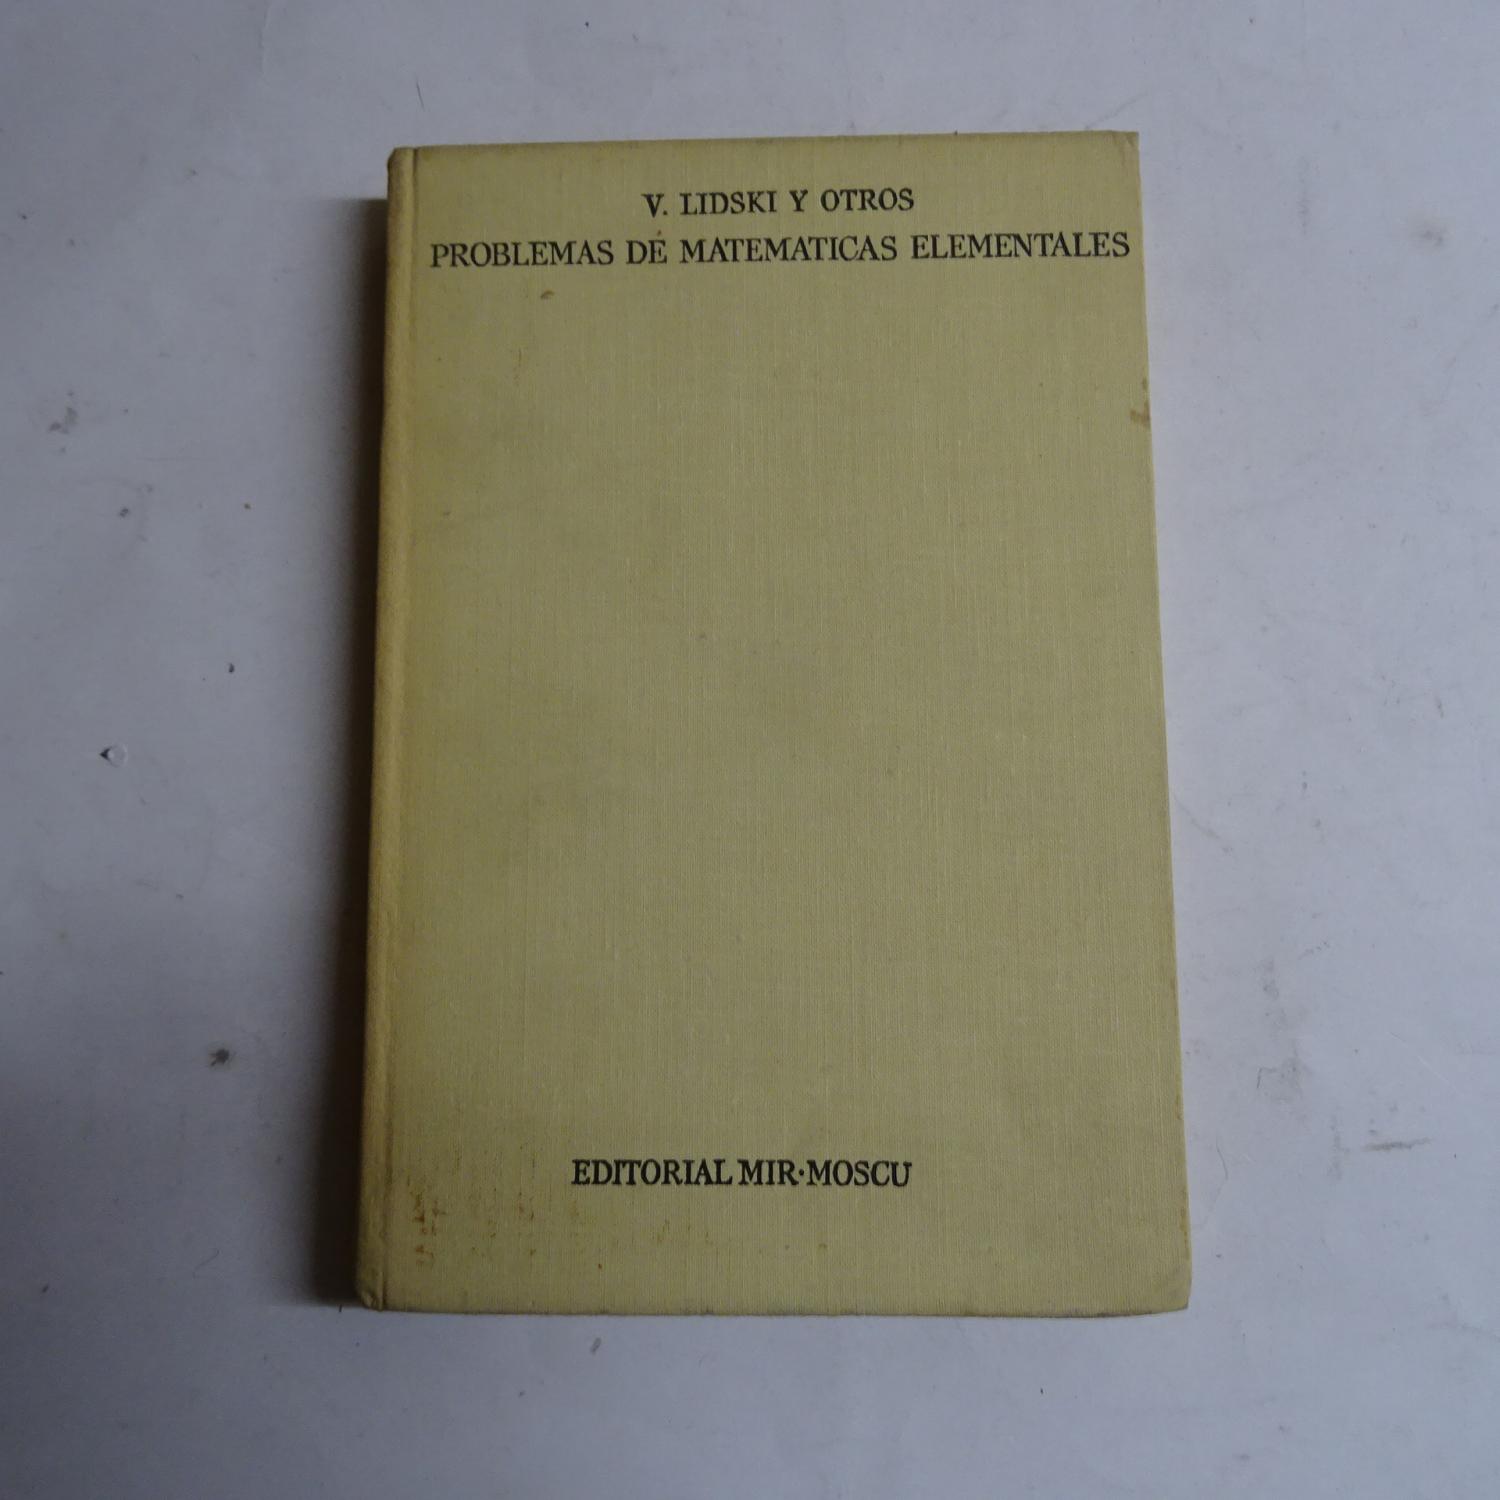 V. LIDSKI Y OTROS
PROBLEMAS DE MATEMATICAS ELEMENTALES
EDITORIAL MIR·MOSCU